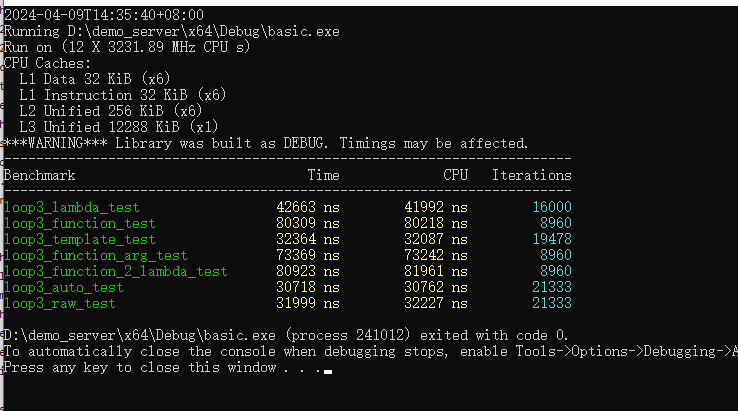 2024-04-09T14:35:40+08:00
Running D:\demo_server\x64\Debug\basic.exe
Run on (12 X 3231.89 MHz CPU s)
CPU Caches:
  L1 Data 32 KiB (x6)
  L1 Instruction 32 KiB (x6)
  L2 Unified 256 KiB (x6)
  L3 Unified 12288 KiB (x1)
***WARNING*** Library was built as DEBUG. Timings may be affected.
-----------------------------------------------------------------------
Benchmark                             Time             CPU   Iterations
-----------------------------------------------------------------------
loop3_lambda_test                 42663 ns        41992 ns        16000
loop3_function_test               80309 ns        80218 ns         8960
loop3_template_test               32364 ns        32087 ns        19478
loop3_function_arg_test           73369 ns        73242 ns         8960
loop3_function_2_lambda_test      80923 ns        81961 ns         8960
loop3_auto_test                   30718 ns        30762 ns        21333
loop3_raw_test                    31999 ns        32227 ns        21333
D:\demo_server\x64\Debug\basic.exe (process 241012) exited with code 0.
To automatically close the console when debugging stops, enable Tools->Options->Debugging->A
Press any key to close this window . . .